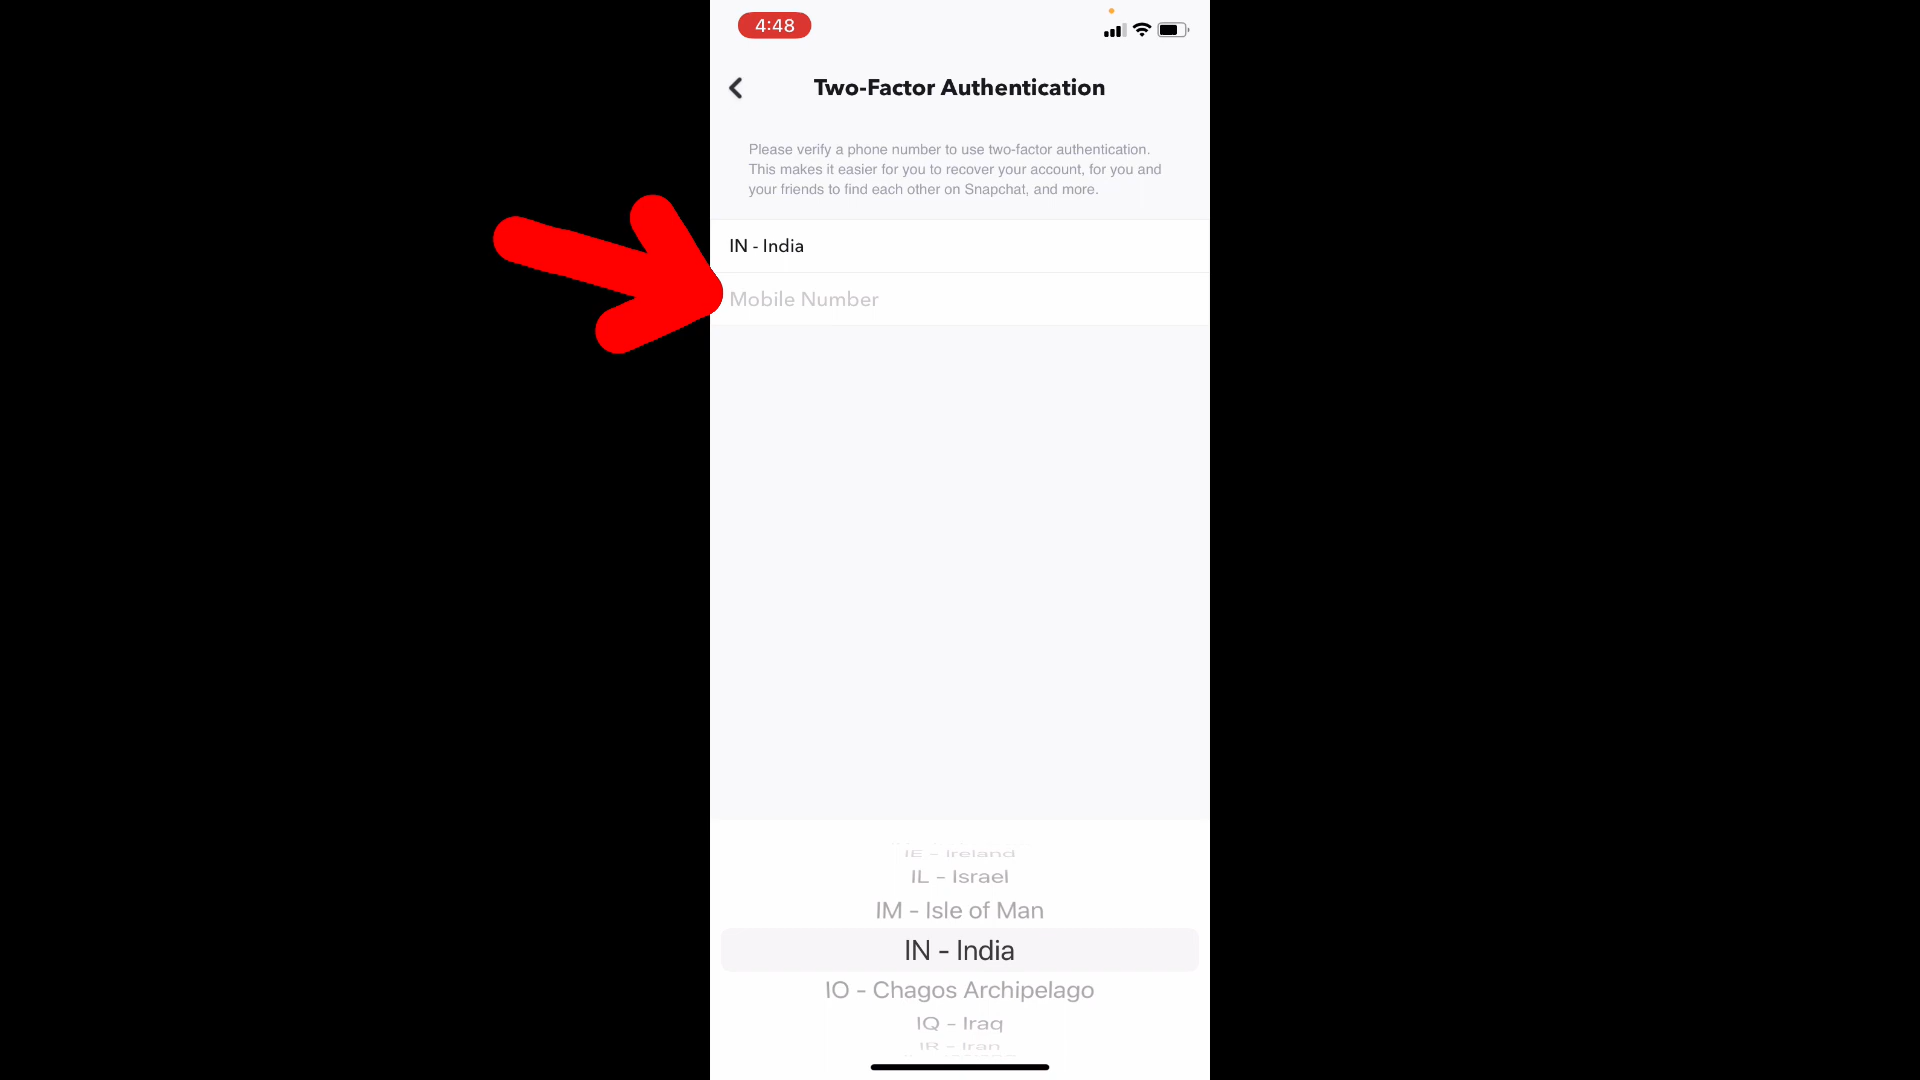 4:48
Two-Factor Authentication
Please verify a phone number to use two-factor authentication.
This makes it easier for you to recover your account, for you and
your friends to find each other on Snapchat, and more.
IN - India
Mobile Number
IE - Ireland
IL - Israel
IM - Isle of Man
IN - India
IO - Chagos Archipelago
IQ - Iraq
IR - Iran